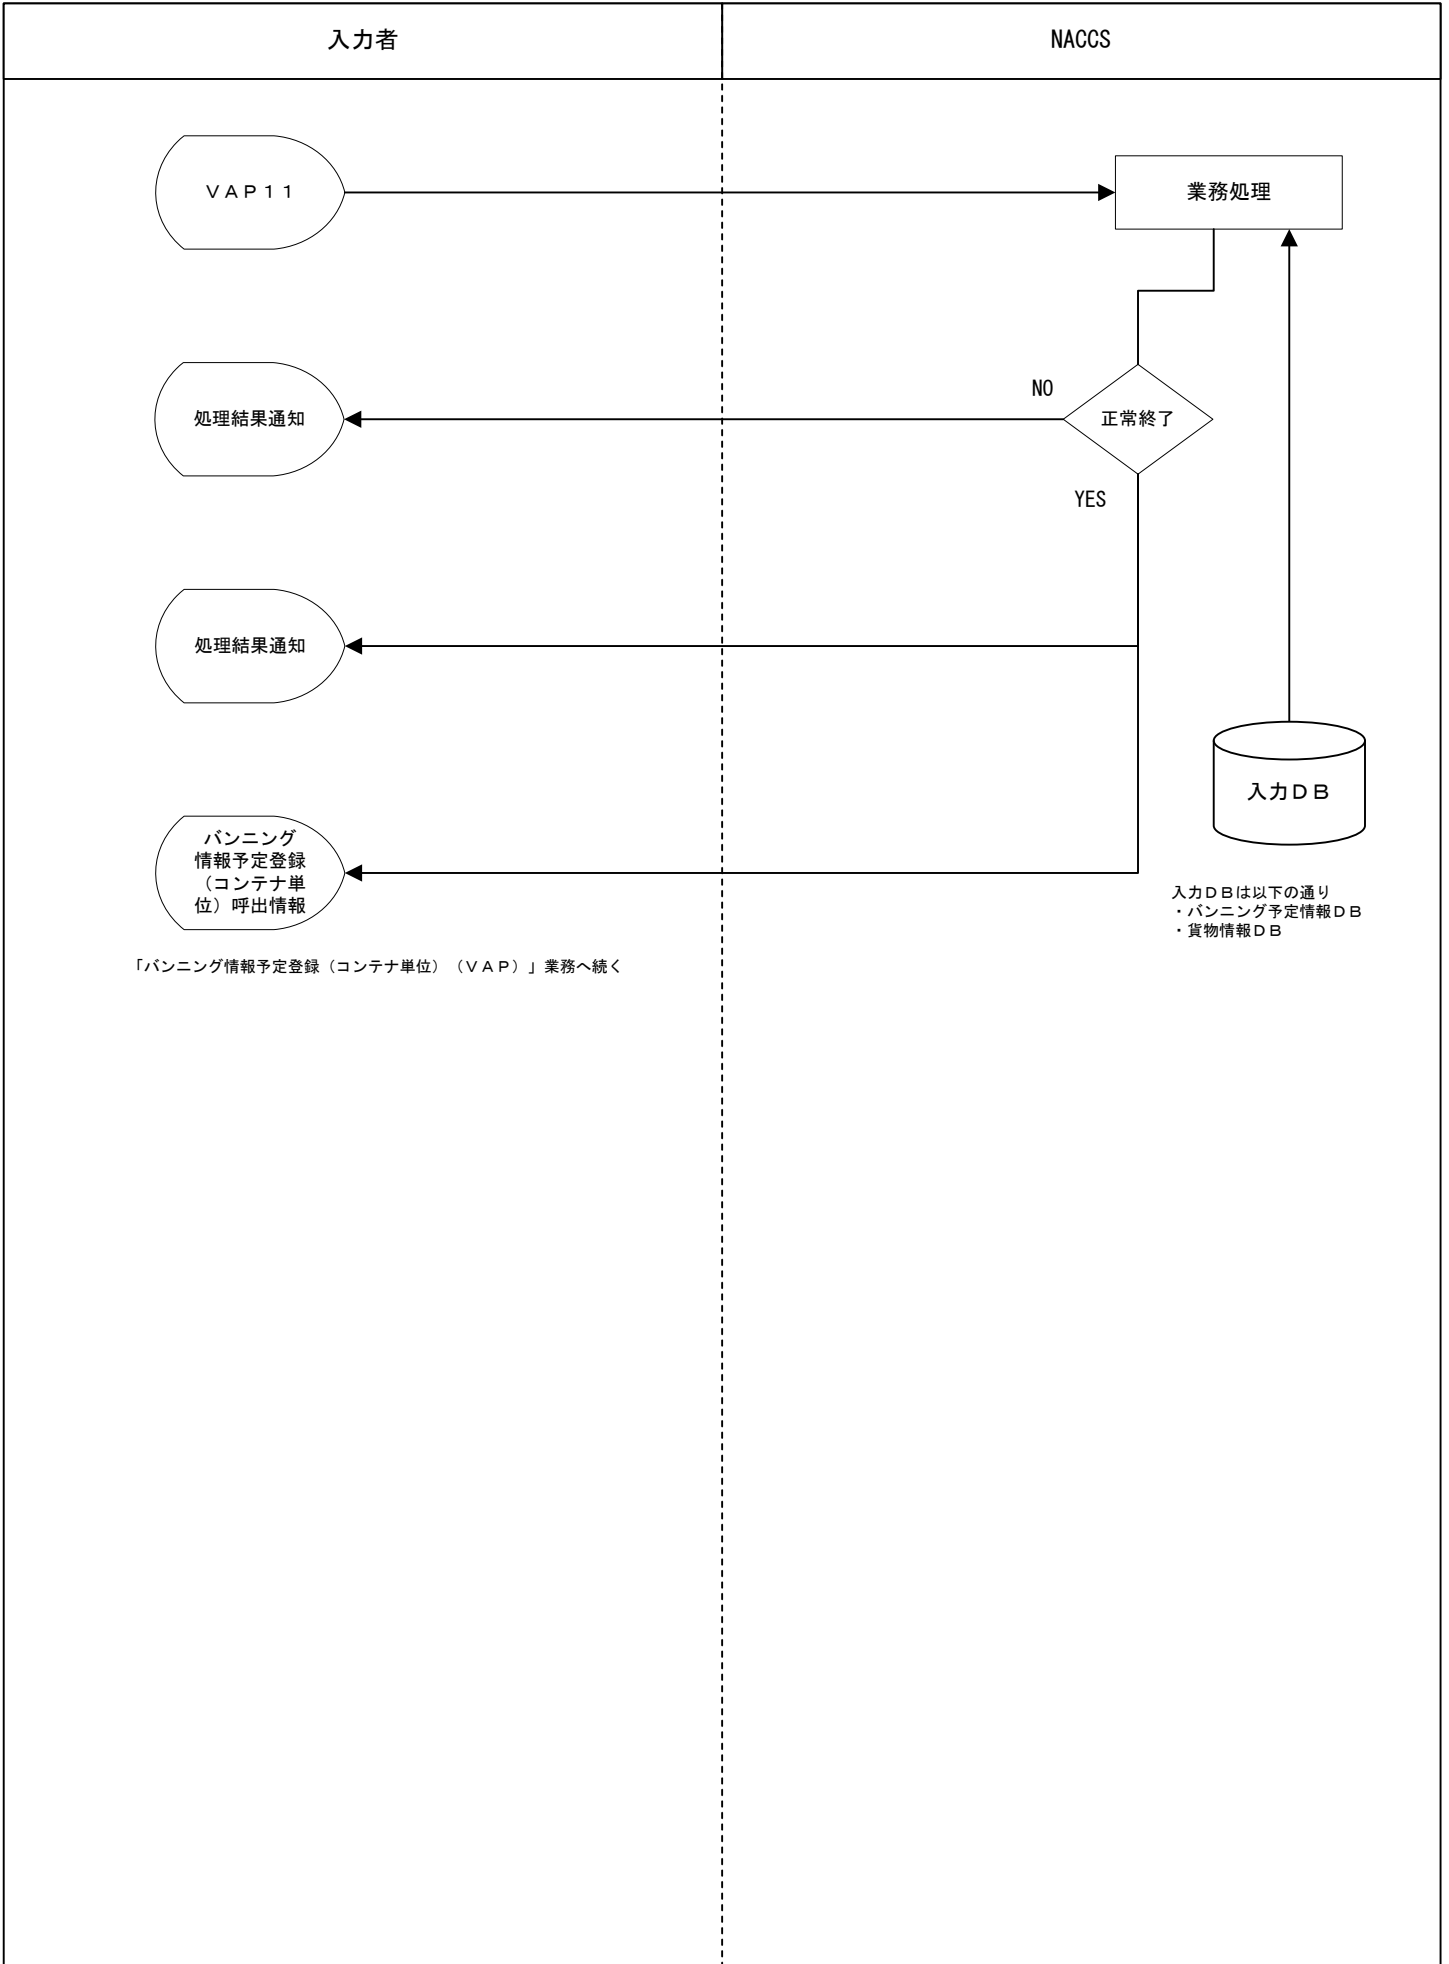 入力者
NACCS
ＶＡＰ１１
業務処理
NO
正常終了
処理結果通知
YES
処理結果通知
入力ＤＢ
バンニング
情報予定登録
（コンテナ単
位）呼出情報
入力ＤＢは以下の通り
・バンニング予定情報ＤＢ
・貨物情報ＤＢ
「バンニング情報予定登録（コンテナ単位）（ＶＡＰ）」業務へ続く